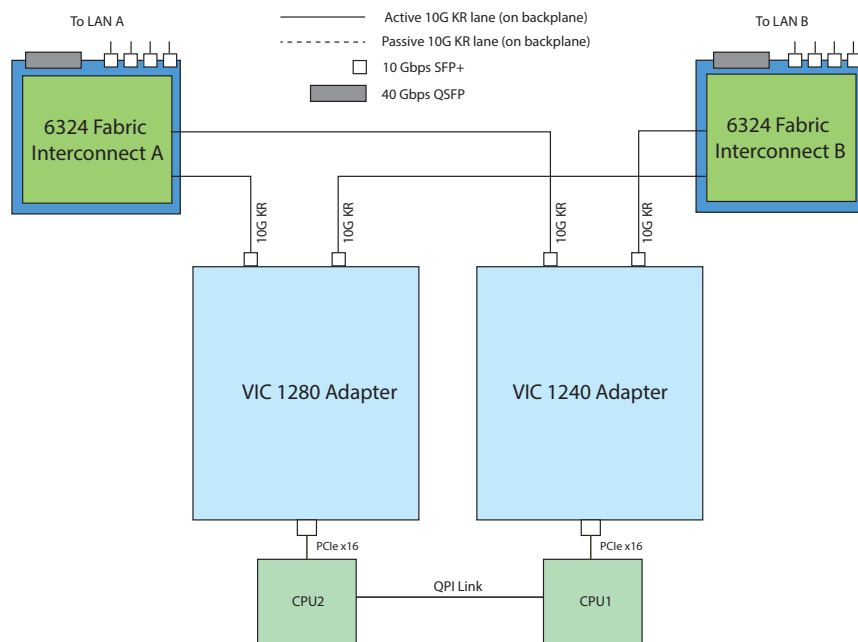 To LAN A
Active 10G KR lane (on backplane)
To LAN B
Passive 10G KR lane (on backplane)
10 Gbps SFP+
40 Gbps QSFP
6324 Fabric
Interconnect A
6324 Fabric
Interconnect B
10G KR
10G KR
10G KR
10G KR
VIC 1280 Adapter
VIC 1240 Adapter
PCIe x16
PCIe x16
QPI Link
CPU2
CPU1